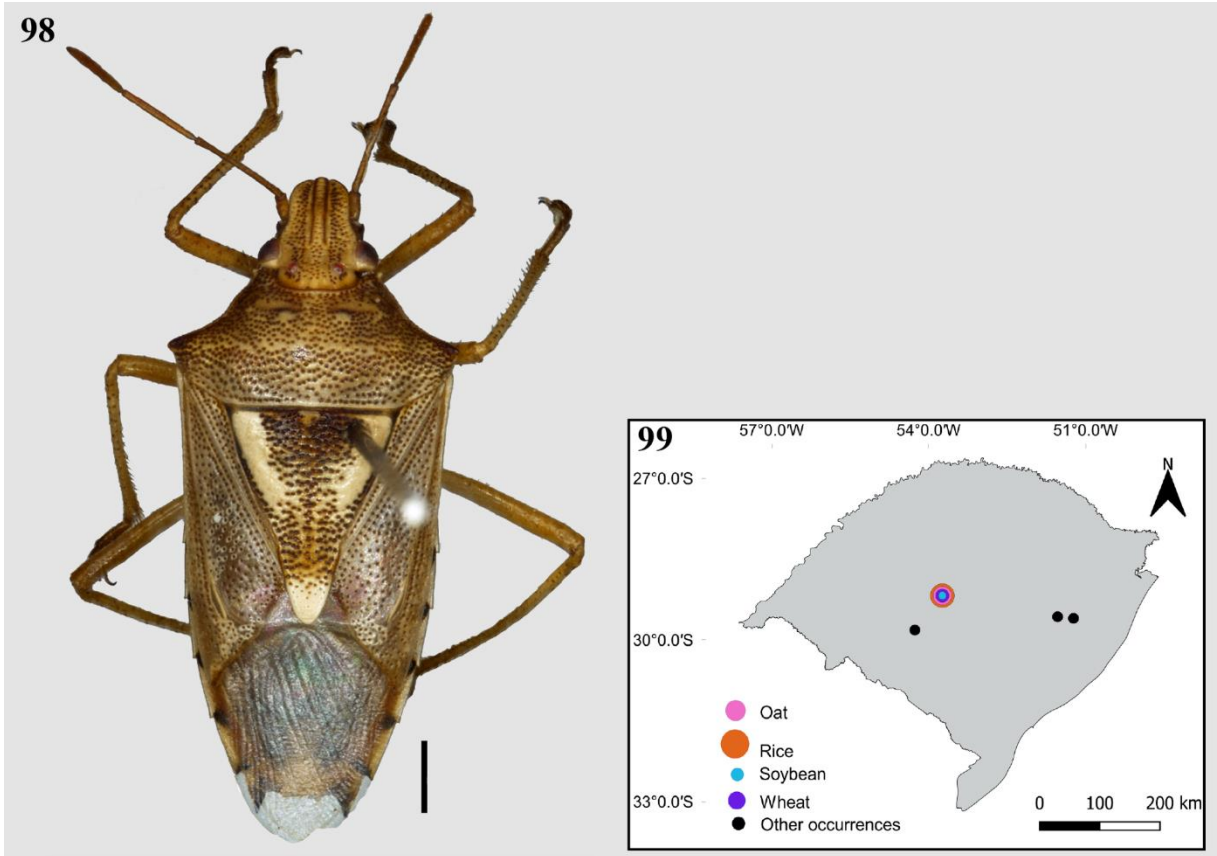 98
99
57°0.0'W 54°0.0'W 51°0.0'W
27°0.0'S
N
30°0.0'S
33°0.0'S
Oat
Rice
Soybean
Wheat
Other occurrences
0 100 200 km